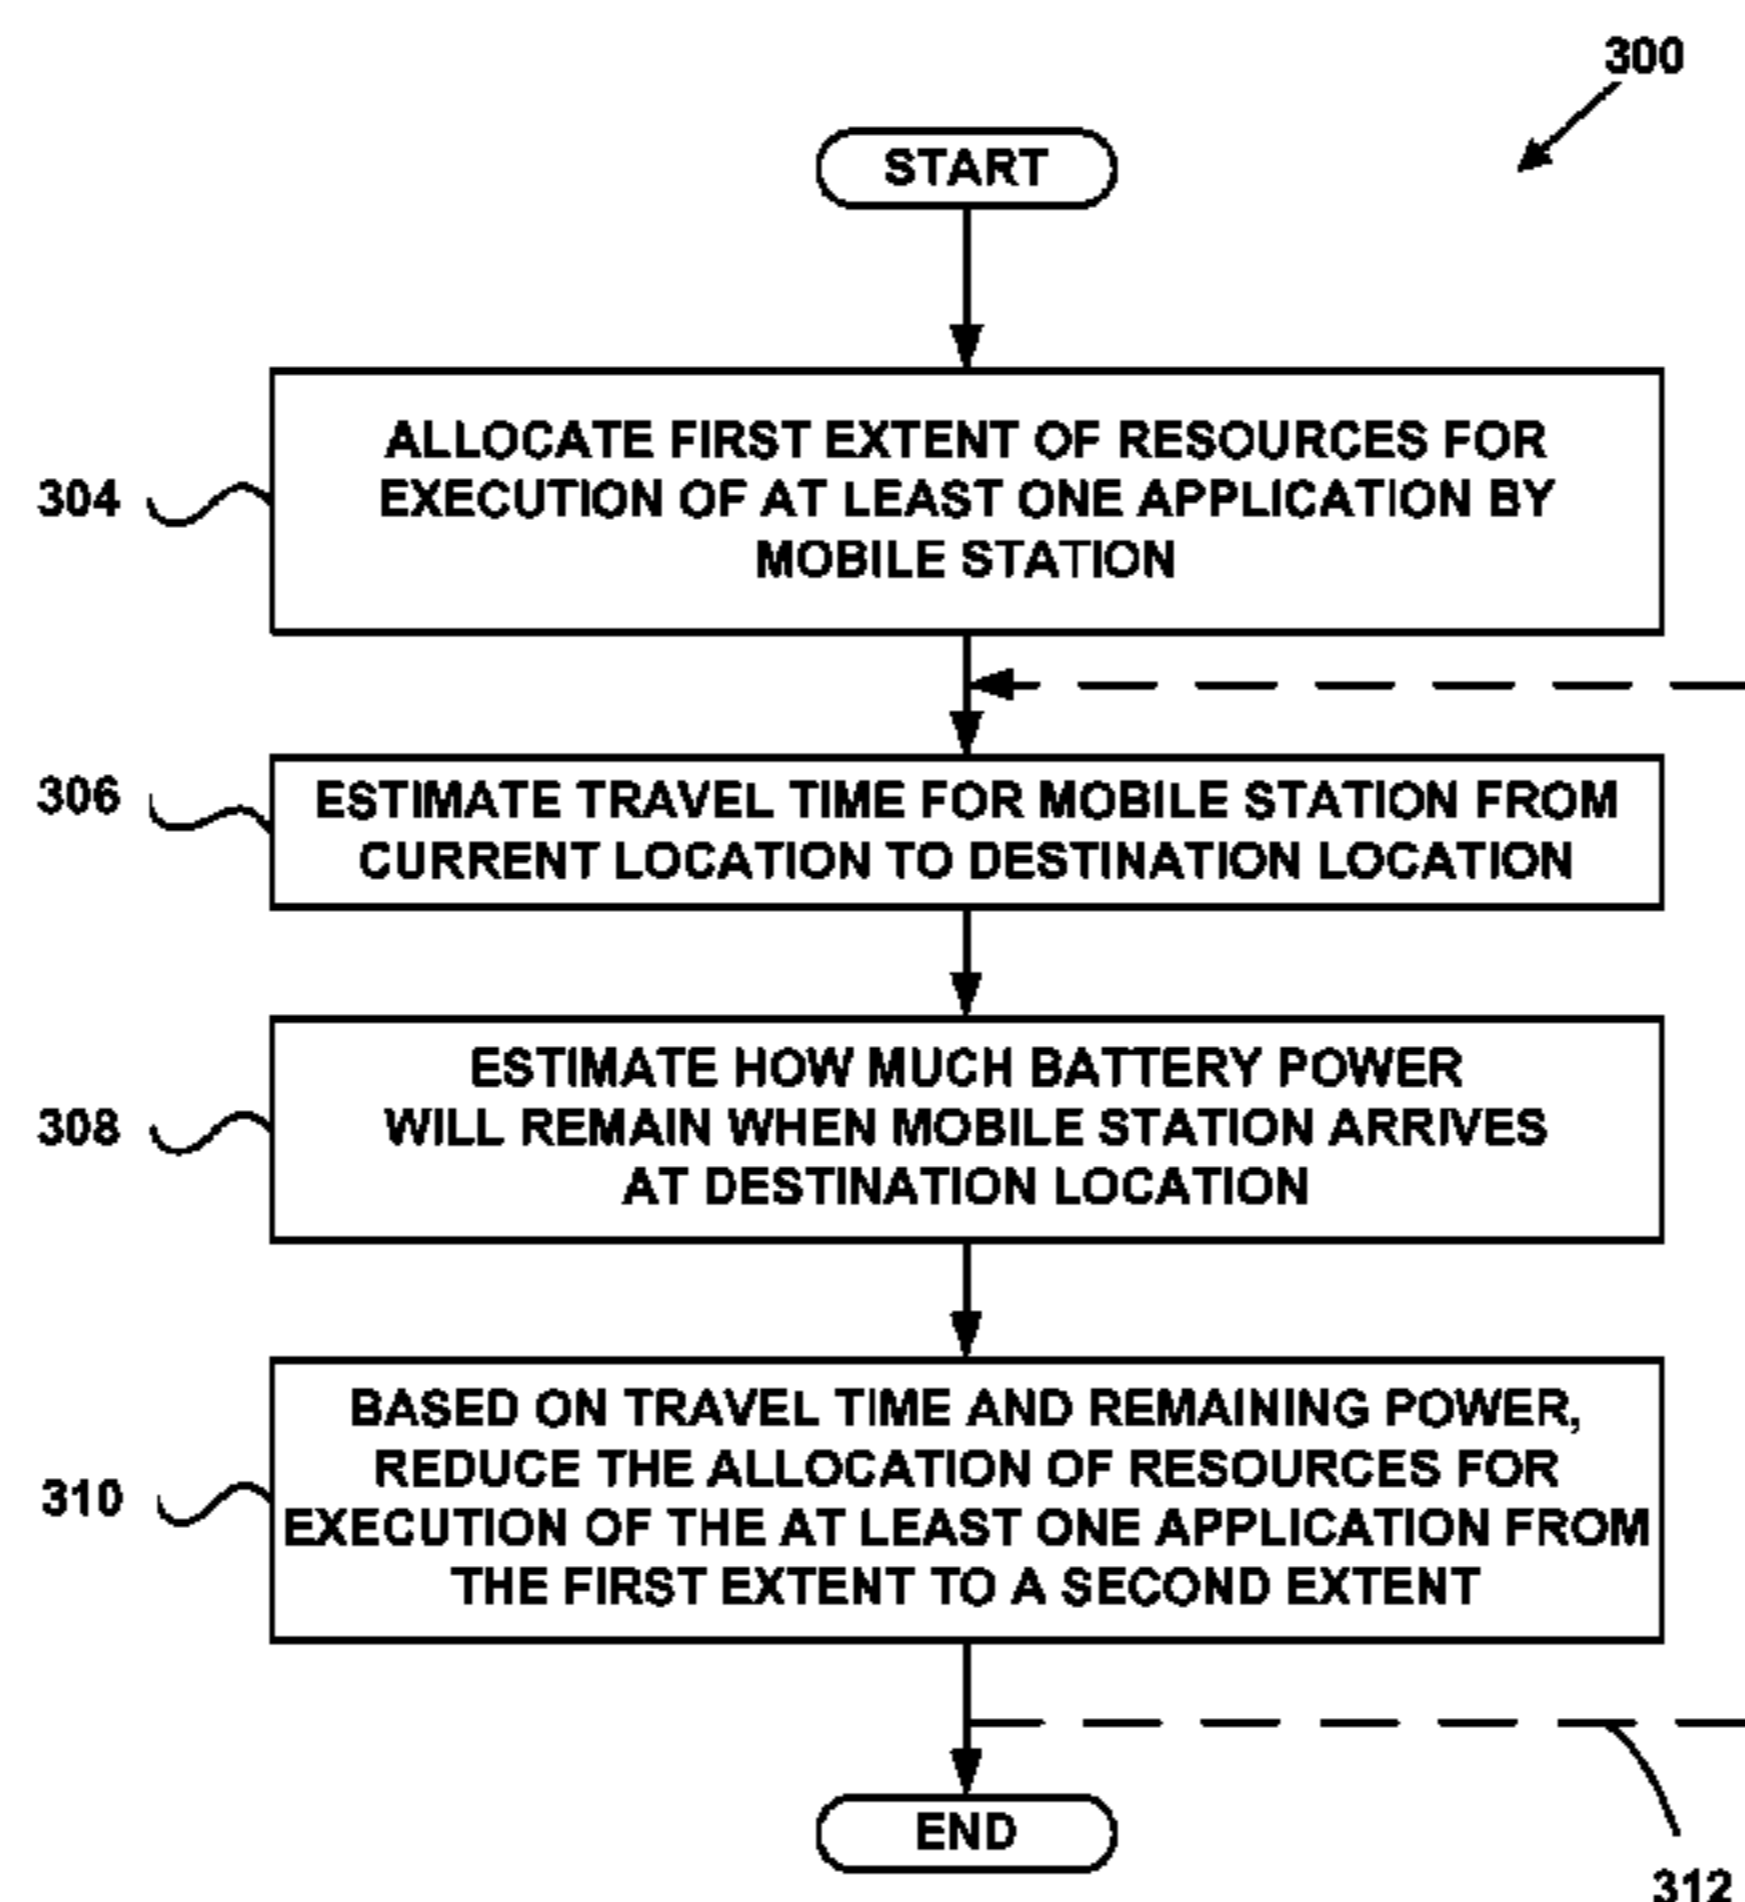 300
START
ALLOCATE FIRST EXTENT OF RESOURCES FOR
304
EXECUTION OF AT LEAST ONE APPLICATION BY
MOBILE STATION
306
ESTIMATE TRAVEL TIME FOR MOBILE STATION FROM
CURRENT LOCATION TO DESTINATION LOCATION
ESTIMATE HOW MUCH BATTERY POWER
308
WILL REMAIN WHEN MOBILE STATION ARRIVES
AT DESTINATION LOCATION
BASED ON TRAVEL TIME AND REMAINING POWER,
REDUCE THE ALLOCATION OF RESOURCES FOR
310
EXECUTION OF THE AT LEAST ONE APPLICATION FROM
THE FIRST EXTENT TO A SECOND EXTENT
END
312